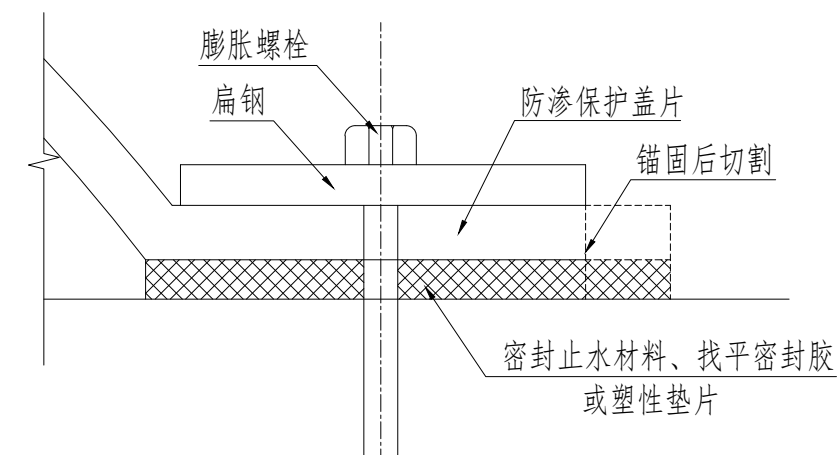 膨胀螺栓
扁钢
防渗保护盖片
锚固后切割
密封止水材料、找平密封胶
或塑性垫片